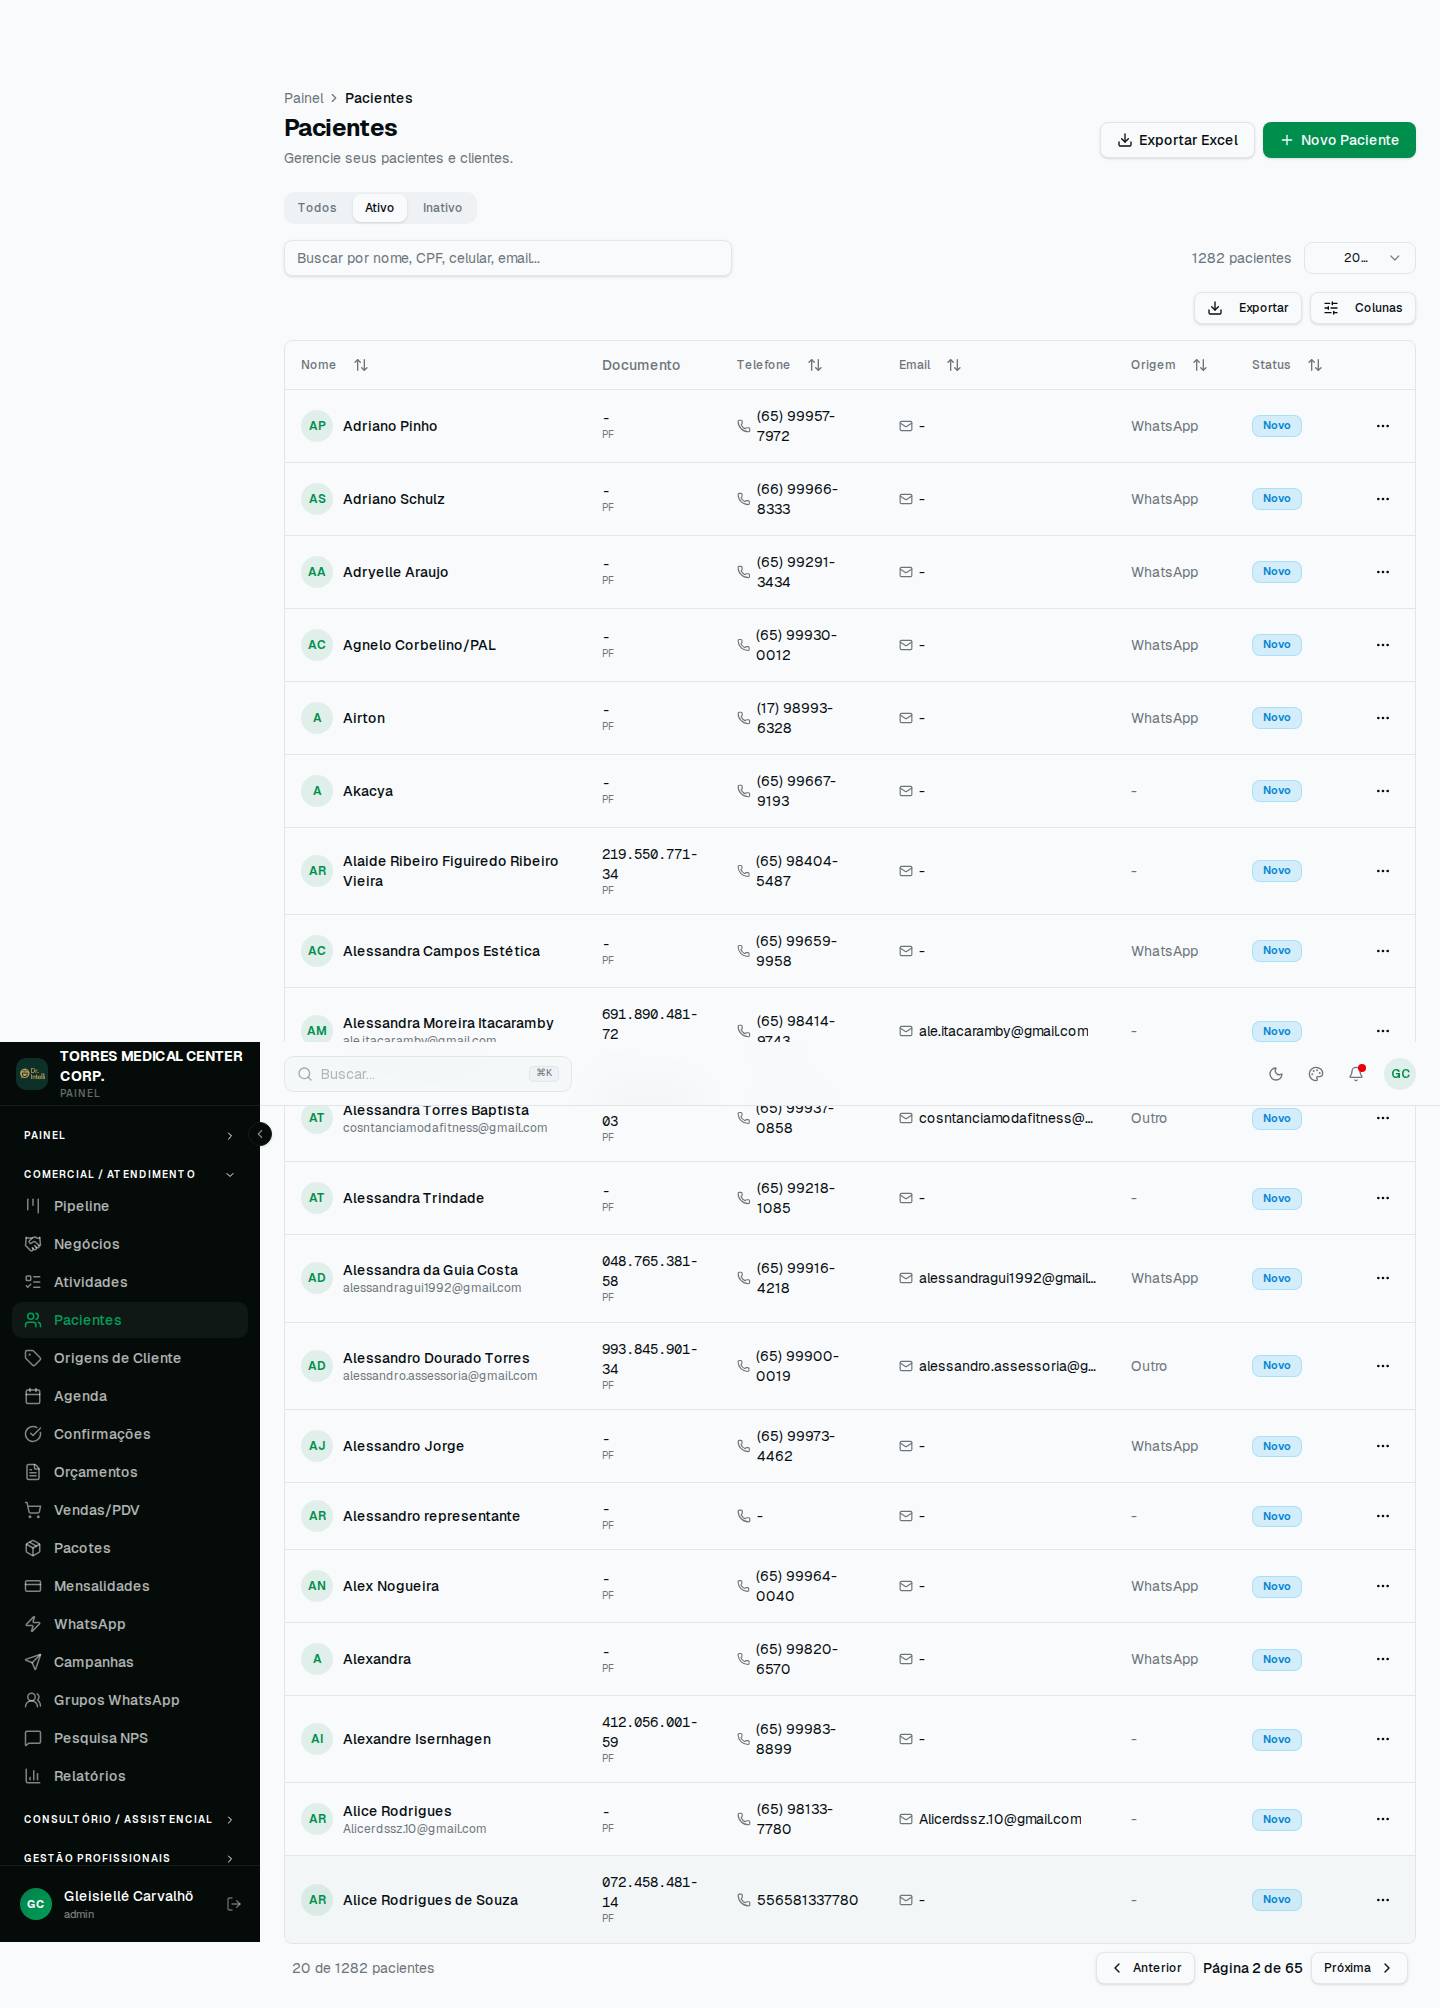 Painel > Pacientes
Pacientes
Gerencie seus pacientes e clientes.
Exportar Excel
Novo Paciente
Todos Ativo Inativo
Buscar por nome, CPF, celular, email...
1282 pacientes
20...
Exportar
Colunas
Nome Documento Telefone Email Origem Status
AP Adriano Pinho - PF (65) 99957-
7972 - WhatsApp Novo
AS Adriano Schulz - PF (66) 99966-
8333 - WhatsApp Novo
AA Adryelle Araujo - PF (65) 99291-
3434 - WhatsApp Novo
AC Agnelo Corbelino/PAL - PF (65) 99930-
0012 - WhatsApp Novo
A Airton - PF (17) 98993-
6328 - WhatsApp Novo
A Akacya - PF (65) 99667-
9193 - - Novo
AR Alaide Ribeiro Figuiredo Ribeiro
Vieira 219.550.771-
34
PF (65) 98404-
5487 - - Novo
AC Alessandra Campos Estética - PF (65) 99659-
9958 - WhatsApp Novo
AM Alessandra Moreira Itacaramby
ale.itacaramby@gmail.com 691.890.481-
72 (65) 98414-
9743 ale.itacaramby@gmail.com - Novo
TORRES MEDICAL CENTER
CORP.
PAINEL
Buscar... ⌘K
GC
AT Alessandra Torres Baptista
cosntanciamodafitness@gmail.com 03
PF (65) 99937-
0858 cosntanciamodafitness@... Outro Novo
AT Alessandra Trindade - PF (65) 99218-
1085 - - Novo
AD Alessandra da Guia Costa
alessandragui1992@gmail.com 048.765.381-
58
PF (65) 99916-
4218 alessandragui1992@gmail... WhatsApp Novo
AD Alessandro Dourado Torres
alessandro.assessoria@gmail.com 993.845.901-
34
PF (65) 99900-
0019 alessandro.assessoria@g... Outro Novo
AJ Alessandro Jorge - PF (65) 99973-
4462 - WhatsApp Novo
AR Alessandro representante - PF - - - Novo
AN Alex Nogueira - PF (65) 99964-
0040 - WhatsApp Novo
A Alexandra - PF (65) 99820-
6570 - WhatsApp Novo
AI Alexandre Isernhagen 412.056.001-
59
PF (65) 99983-
8899 - - Novo
AR Alice Rodrigues
Alicerdssz.10@gmail.com - PF (65) 98133-
7780 Alicerdssz.10@gmail.com - Novo
AR Alice Rodrigues de Souza 072.458.481-
14
PF 556581337780 - - Novo
PAINEL
COMERCIAL / ATENDIMENTO
Pipeline
Negócios
Atividades
Pacientes
Origens de Cliente
Agenda
Confirmações
Orçamentos
Vendas/PDV
Pacotes
Mensalidades
WhatsApp
Campanhas
Grupos WhatsApp
Pesquisa NPS
Relatórios
CONSULTÓRIO / ASSISTENCIAL
GESTÃO PROFISSIONAIS
GC Gleisiellé Carvalhö
admin
20 de 1282 pacientes
Anterior
Página 2 de 65
Próxima